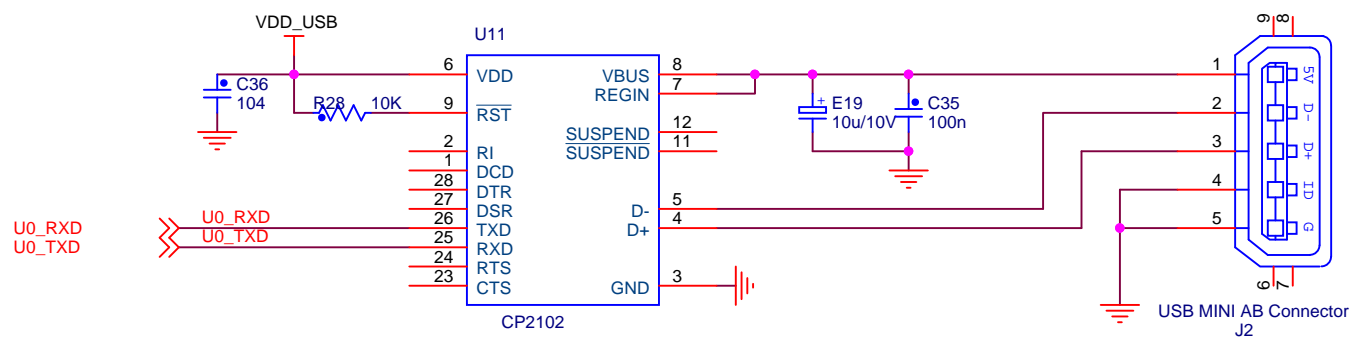 VDD_USB
U11
9
8
C36
104
6
VDD
VBUS
8
1
5V
R28
10K
9
RST
REGIN
7
E19
10u/10V
C35
100n
2
D-
SUSPEND
12
SUSPEND
11
2
RI
1
DCD
3
D+
28
DTR
4
ID
27
DSR
D-
5
U0_RXD
U0_RXD
26
TXD
D+
4
5
G
U0_TXD
U0_TXD
25
RXD
24
RTS
23
CTS
GND
3
6
7
CP2102
USB MINI AB Connector
J2